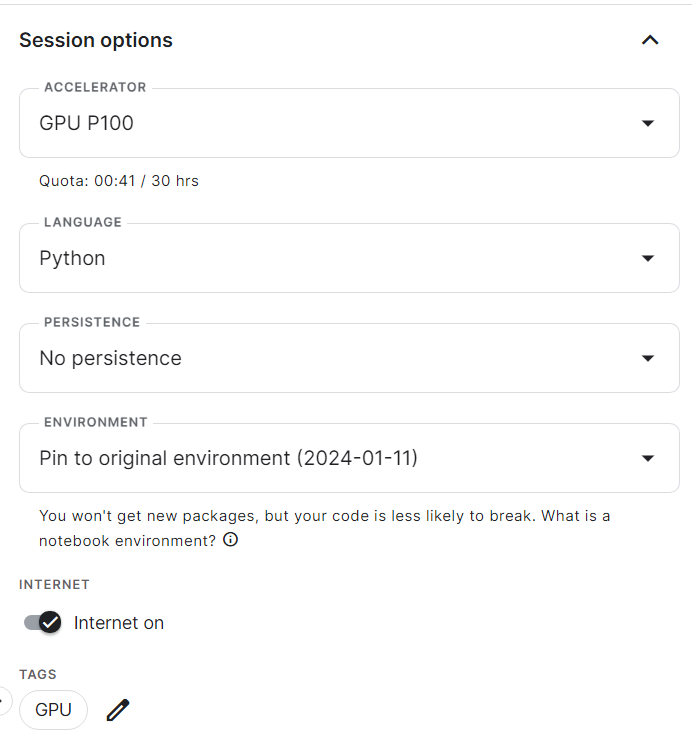 Session options
ACCELERATOR
GPU P100
Quota: 00:41 / 30 hrs
LANGUAGE
Python
PERSISTENCE
No persistence
ENVIRONMENT
Pin to original environment (2024-01-11)
You won't get new packages, but your code is less likely to break. What is a
notebook environment?
INTERNET
Internet on
TAGS
GPU